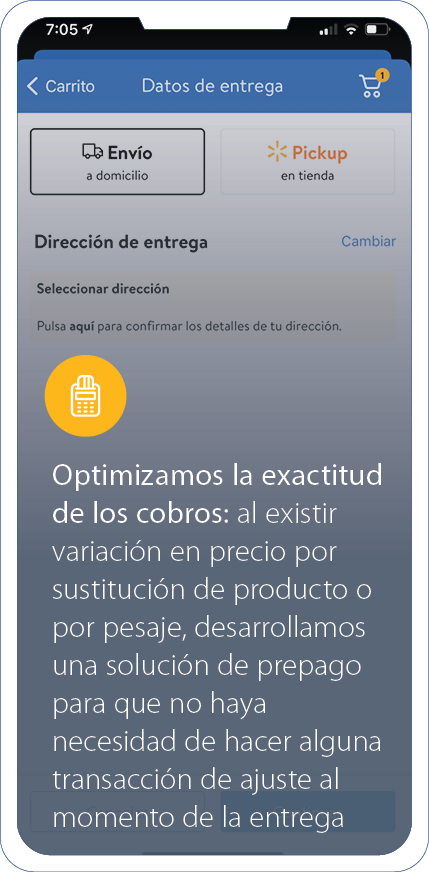 7:05
Carrito
Datos de entrega
1
Envío
a domicilio
Pickup
en tienda
Dirección de entrega
Cambiar
Seleccionar dirección
Pulsa aquí para confirmar los detalles de tu dirección.
Optimizamos la exactitud
de los cobros: al existir
variación en precio por
sustitución de producto o
por pesaje, desarrollamos
una solución de prepago
para que no haya
necesidad de hacer alguna
transacción de ajuste al
momento de la entrega